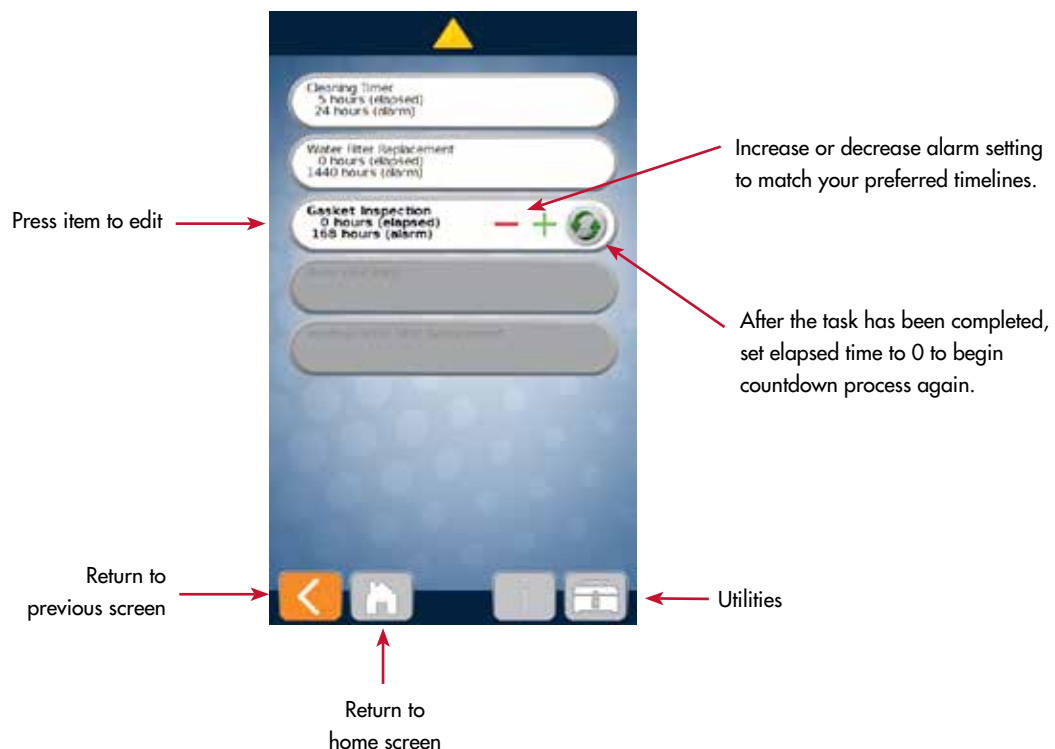 Cleaning Timer
5 hours (elapsed)
24 hours (alarm)
Water Filter Replacement
0 hours (elapsed)
1440 hours (alarm)
Increase or decrease alarm setting
to match your preferred timelines.
Press item to edit
Gasket Inspection
0 hours (elapsed)
168 hours (alarm)
After the task has been completed,
set elapsed time to 0 to begin
countdown process again.
Return to
previous screen
Utilities
Return to
home screen